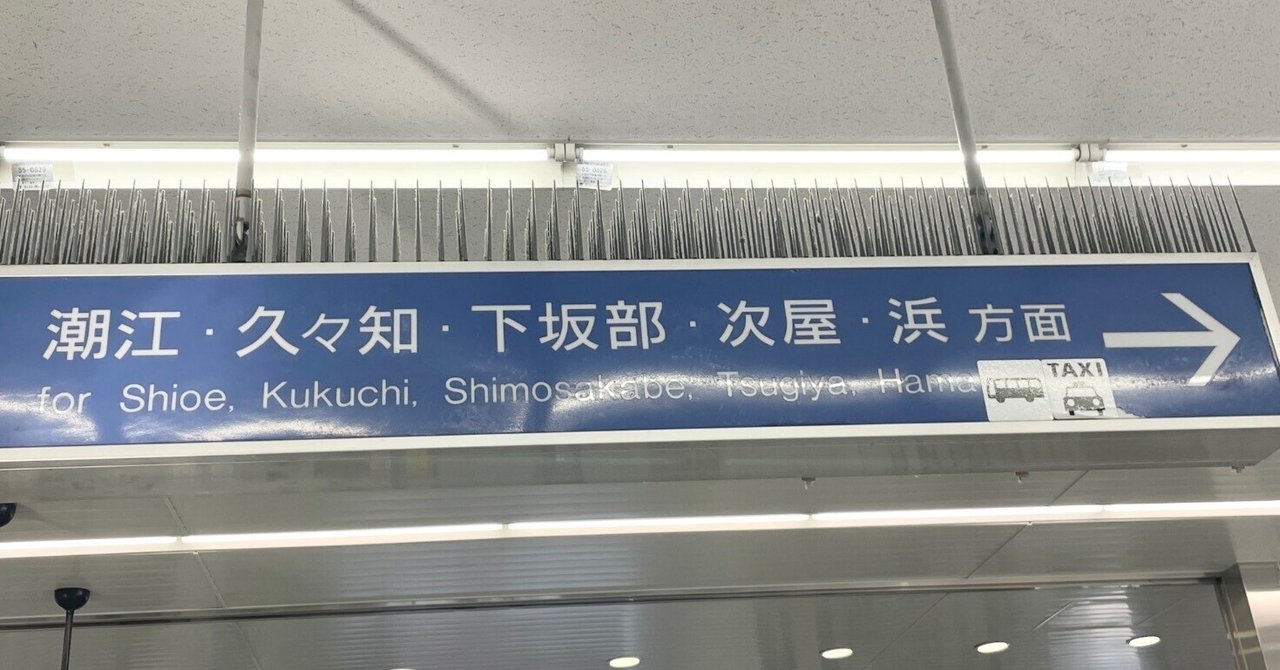 潮江・久々知・下坂部・次屋・浜 方面
for Shioe, Kukuchi, Shimosakabe, Tsugiya, Hama
TAXI